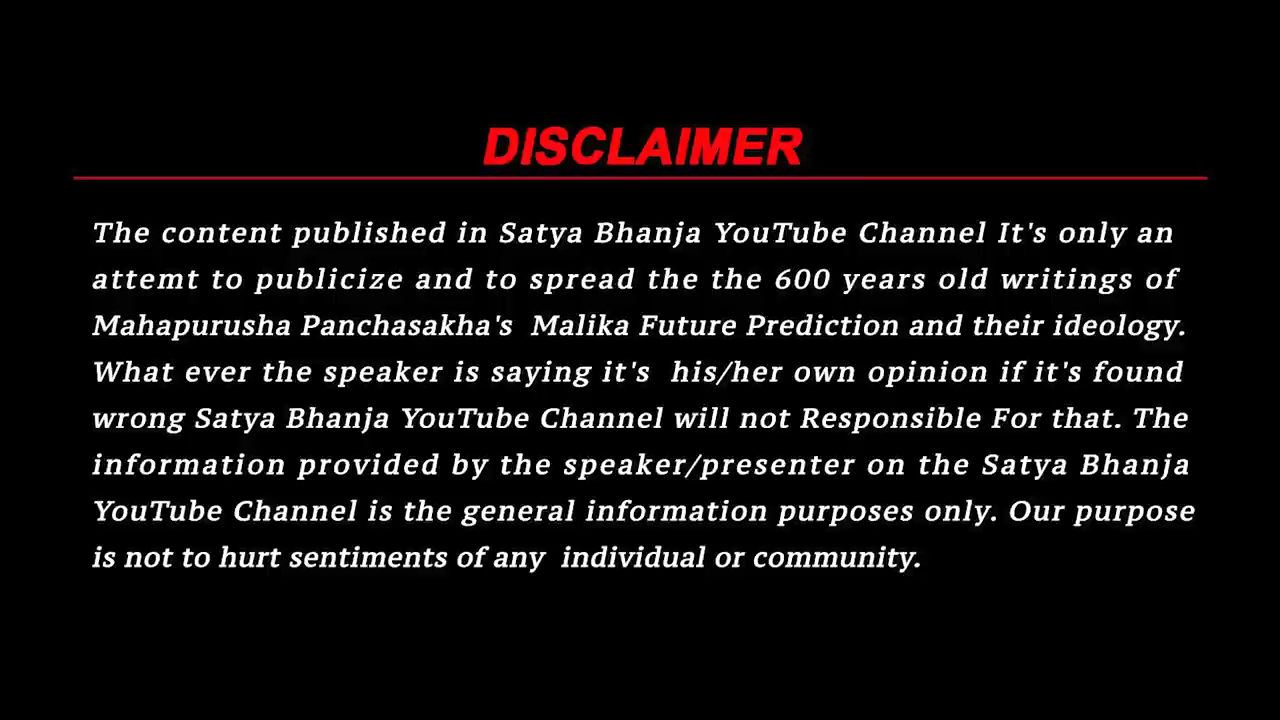 DISCLAIMER
The content published in Satya Bhanja YouTube Channel It's only an
attemt to publicize and to spread the the 600 years old writings of
Mahapurusha Panchasakha's Malika Future Prediction and their ideology.
What ever the speaker is saying it's his/her own opinion if it's found
wrong Satya Bhanja YouTube Channel will not Responsible For that. The
information provided by the speaker/presenter on the Satya Bhanja
YouTube Channel is the general information purposes only. Our purpose
is not to hurt sentiments of any individual or community.